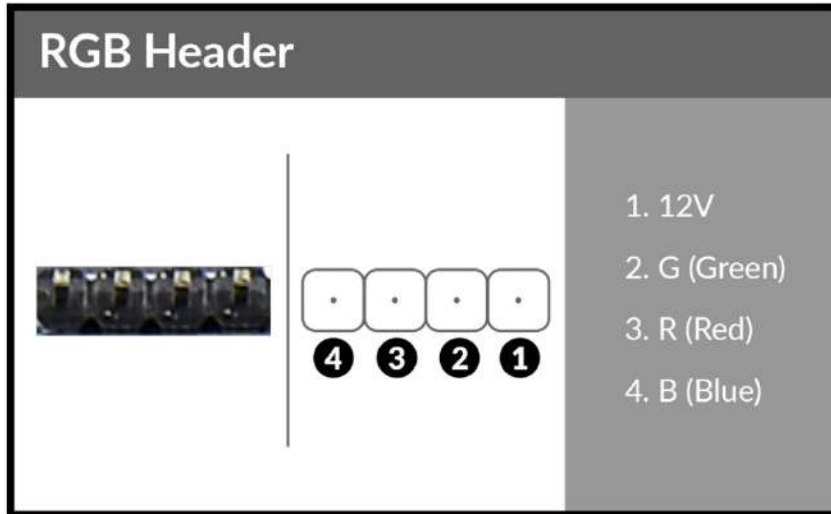 RGB Header
4 3 2 1
1. 12V
2. G (Green)
3. R (Red)
4. B (Blue)